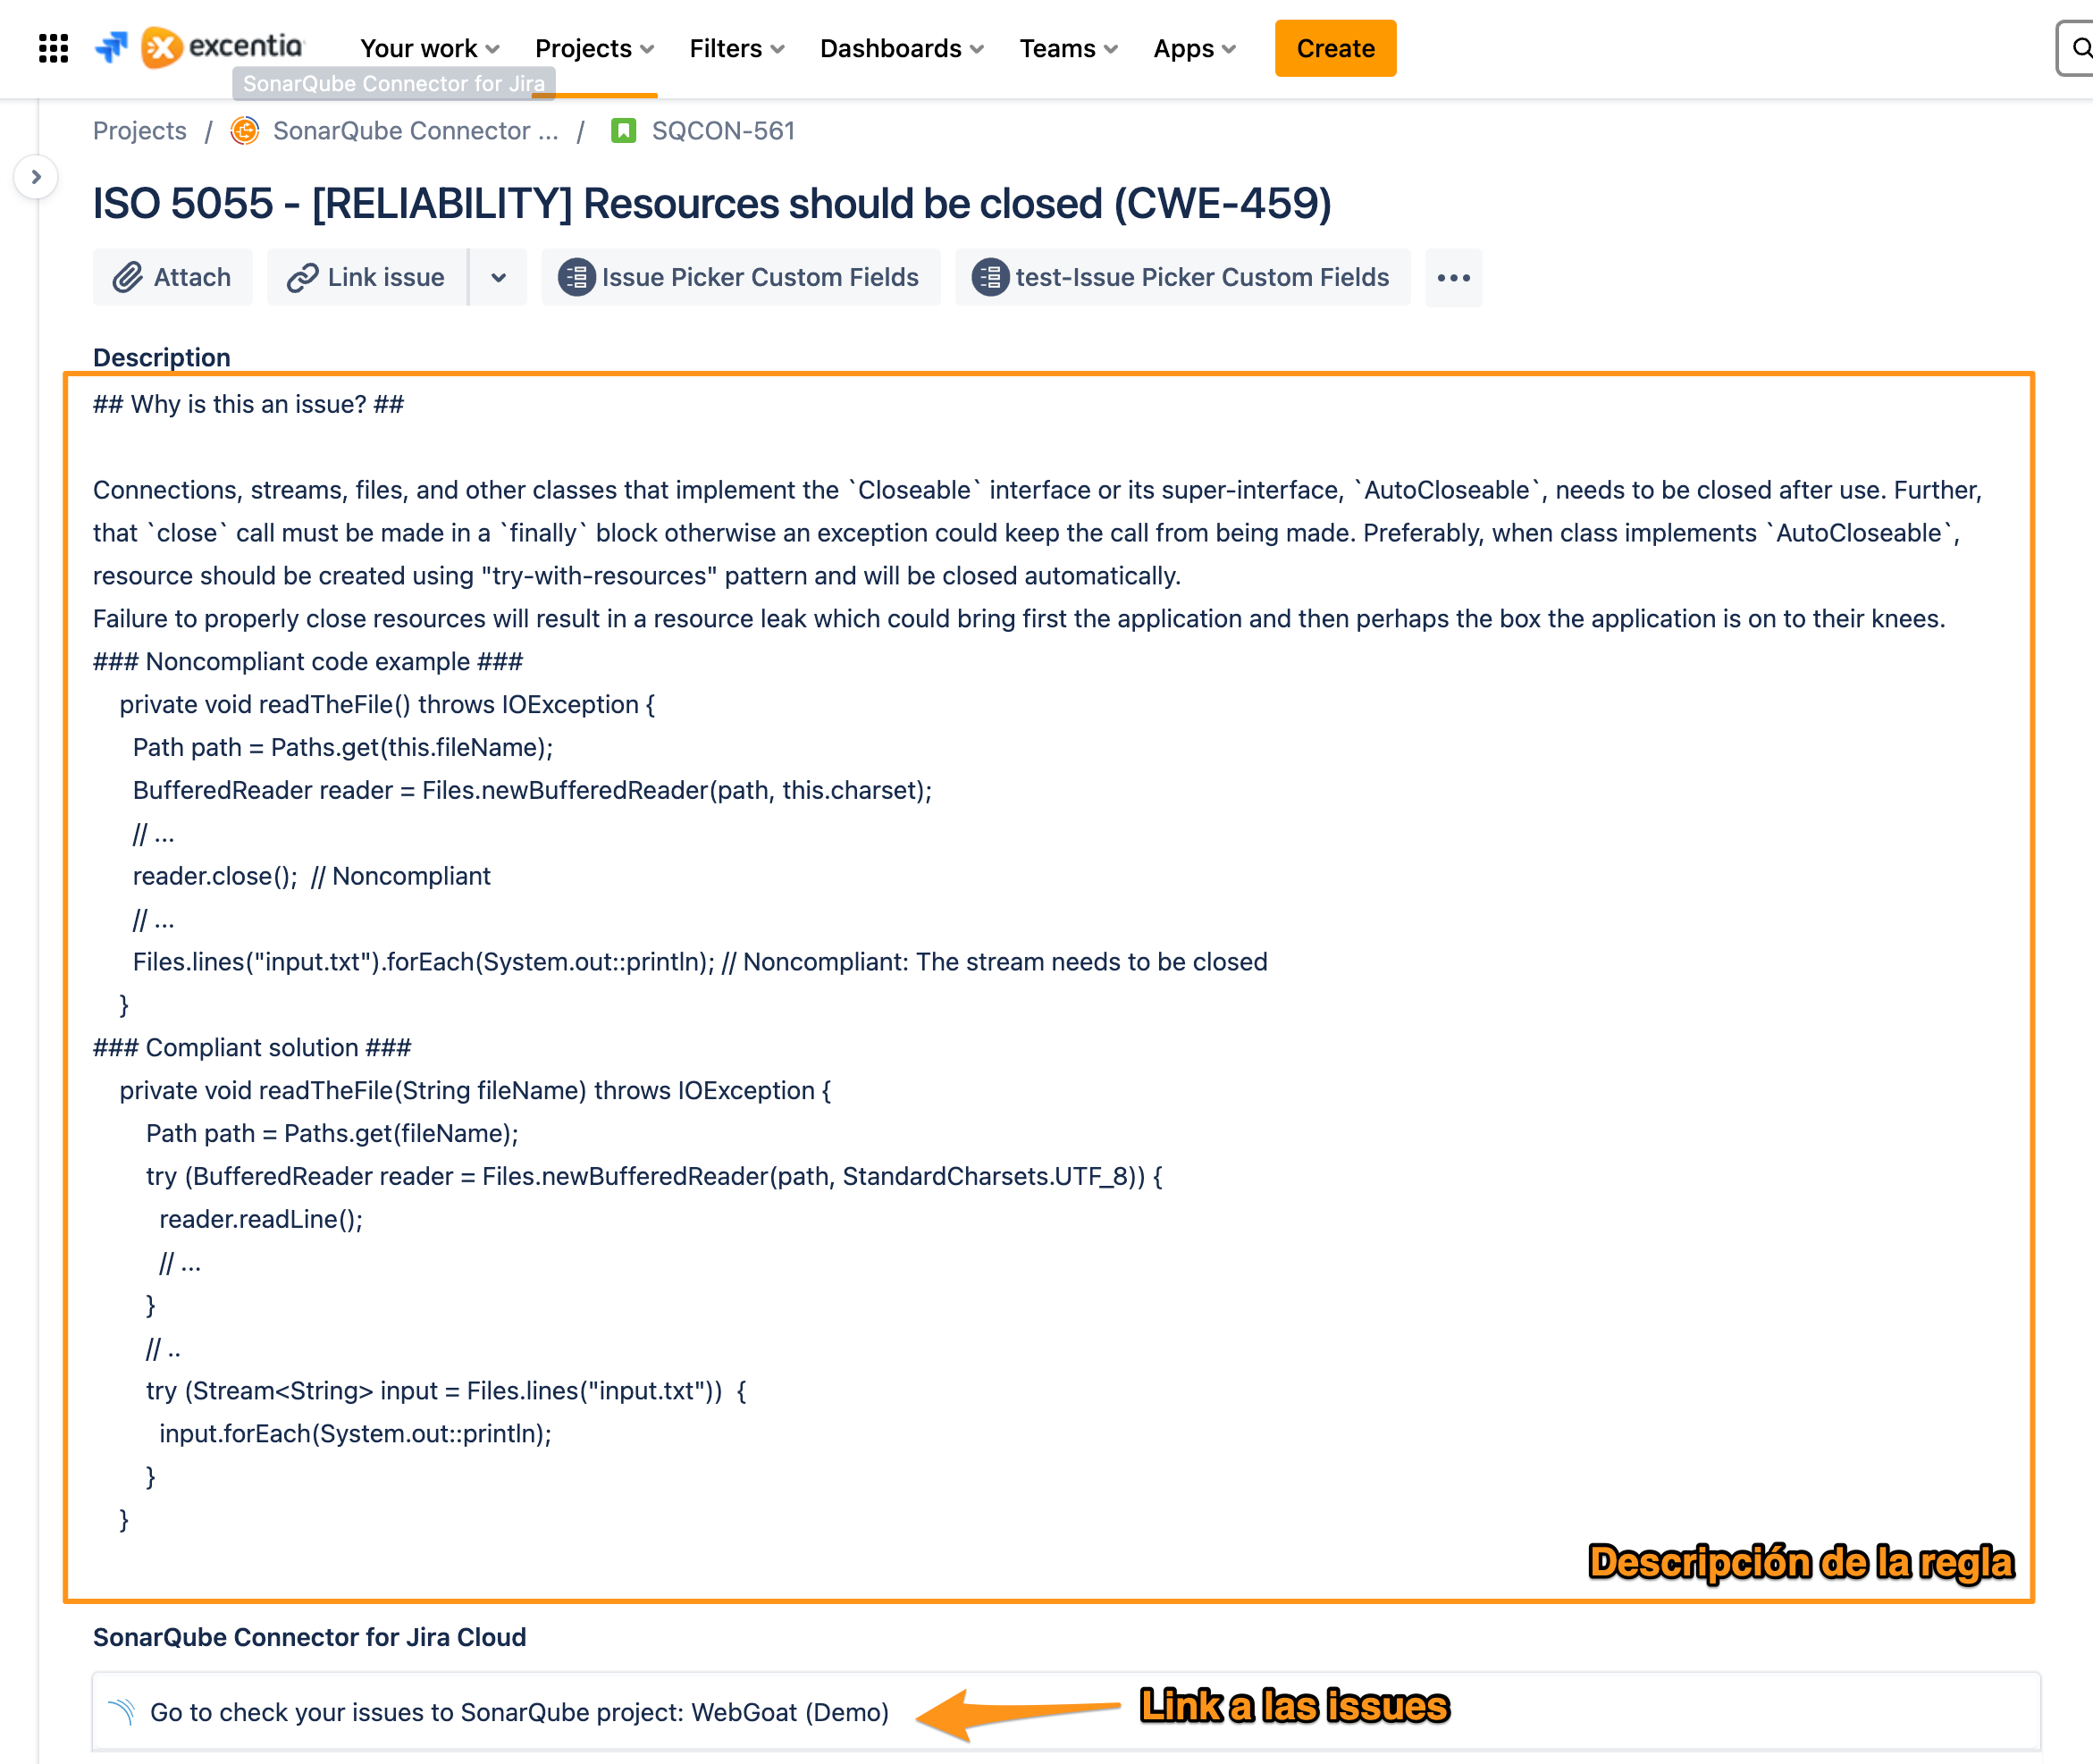 excentia Your work Projects Filters Dashboards Teams Apps Create
SonarQube Connector for Jira
Projects / SonarQube Connector ... / SQCON-561
ISO 5055 - [RELIABILITY] Resources should be closed (CWE-459)
Attach Link issue Issue Picker Custom Fields test-Issue Picker Custom Fields
Description
## Why is this an issue? ##
Connections, streams, files, and other classes that implement the `Closeable` interface or its super-interface, `AutoCloseable`, needs to be closed after use. Further,
that `close` call must be made in a `finally` block otherwise an exception could keep the call from being made. Preferably, when class implements `AutoCloseable`,
resource should be created using "try-with-resources" pattern and will be closed automatically.
Failure to properly close resources will result in a resource leak which could bring first the application and then perhaps the box the application is on to their knees.
### Noncompliant code example ###
private void readTheFile() throws IOException {
Path path = Paths.get(this.fileName);
BufferedReader reader = Files.newBufferedReader(path, this.charset);
// ...
reader.close();  // Noncompliant
// ...
Files.lines("input.txt").forEach(System.out::println); // Noncompliant: The stream needs to be closed
}
### Compliant solution ###
private void readTheFile(String fileName) throws IOException {
Path path = Paths.get(fileName);
try (BufferedReader reader = Files.newBufferedReader(path, StandardCharsets.UTF_8)) {
reader.readLine();
// ...
}
// ..
try (Stream<String> input = Files.lines("input.txt"))  {
input.forEach(System.out::println);
}
}
Descripción de la regla
SonarQube Connector for Jira Cloud
Go to check your issues to SonarQube project: WebGoat (Demo)
Link a las issues